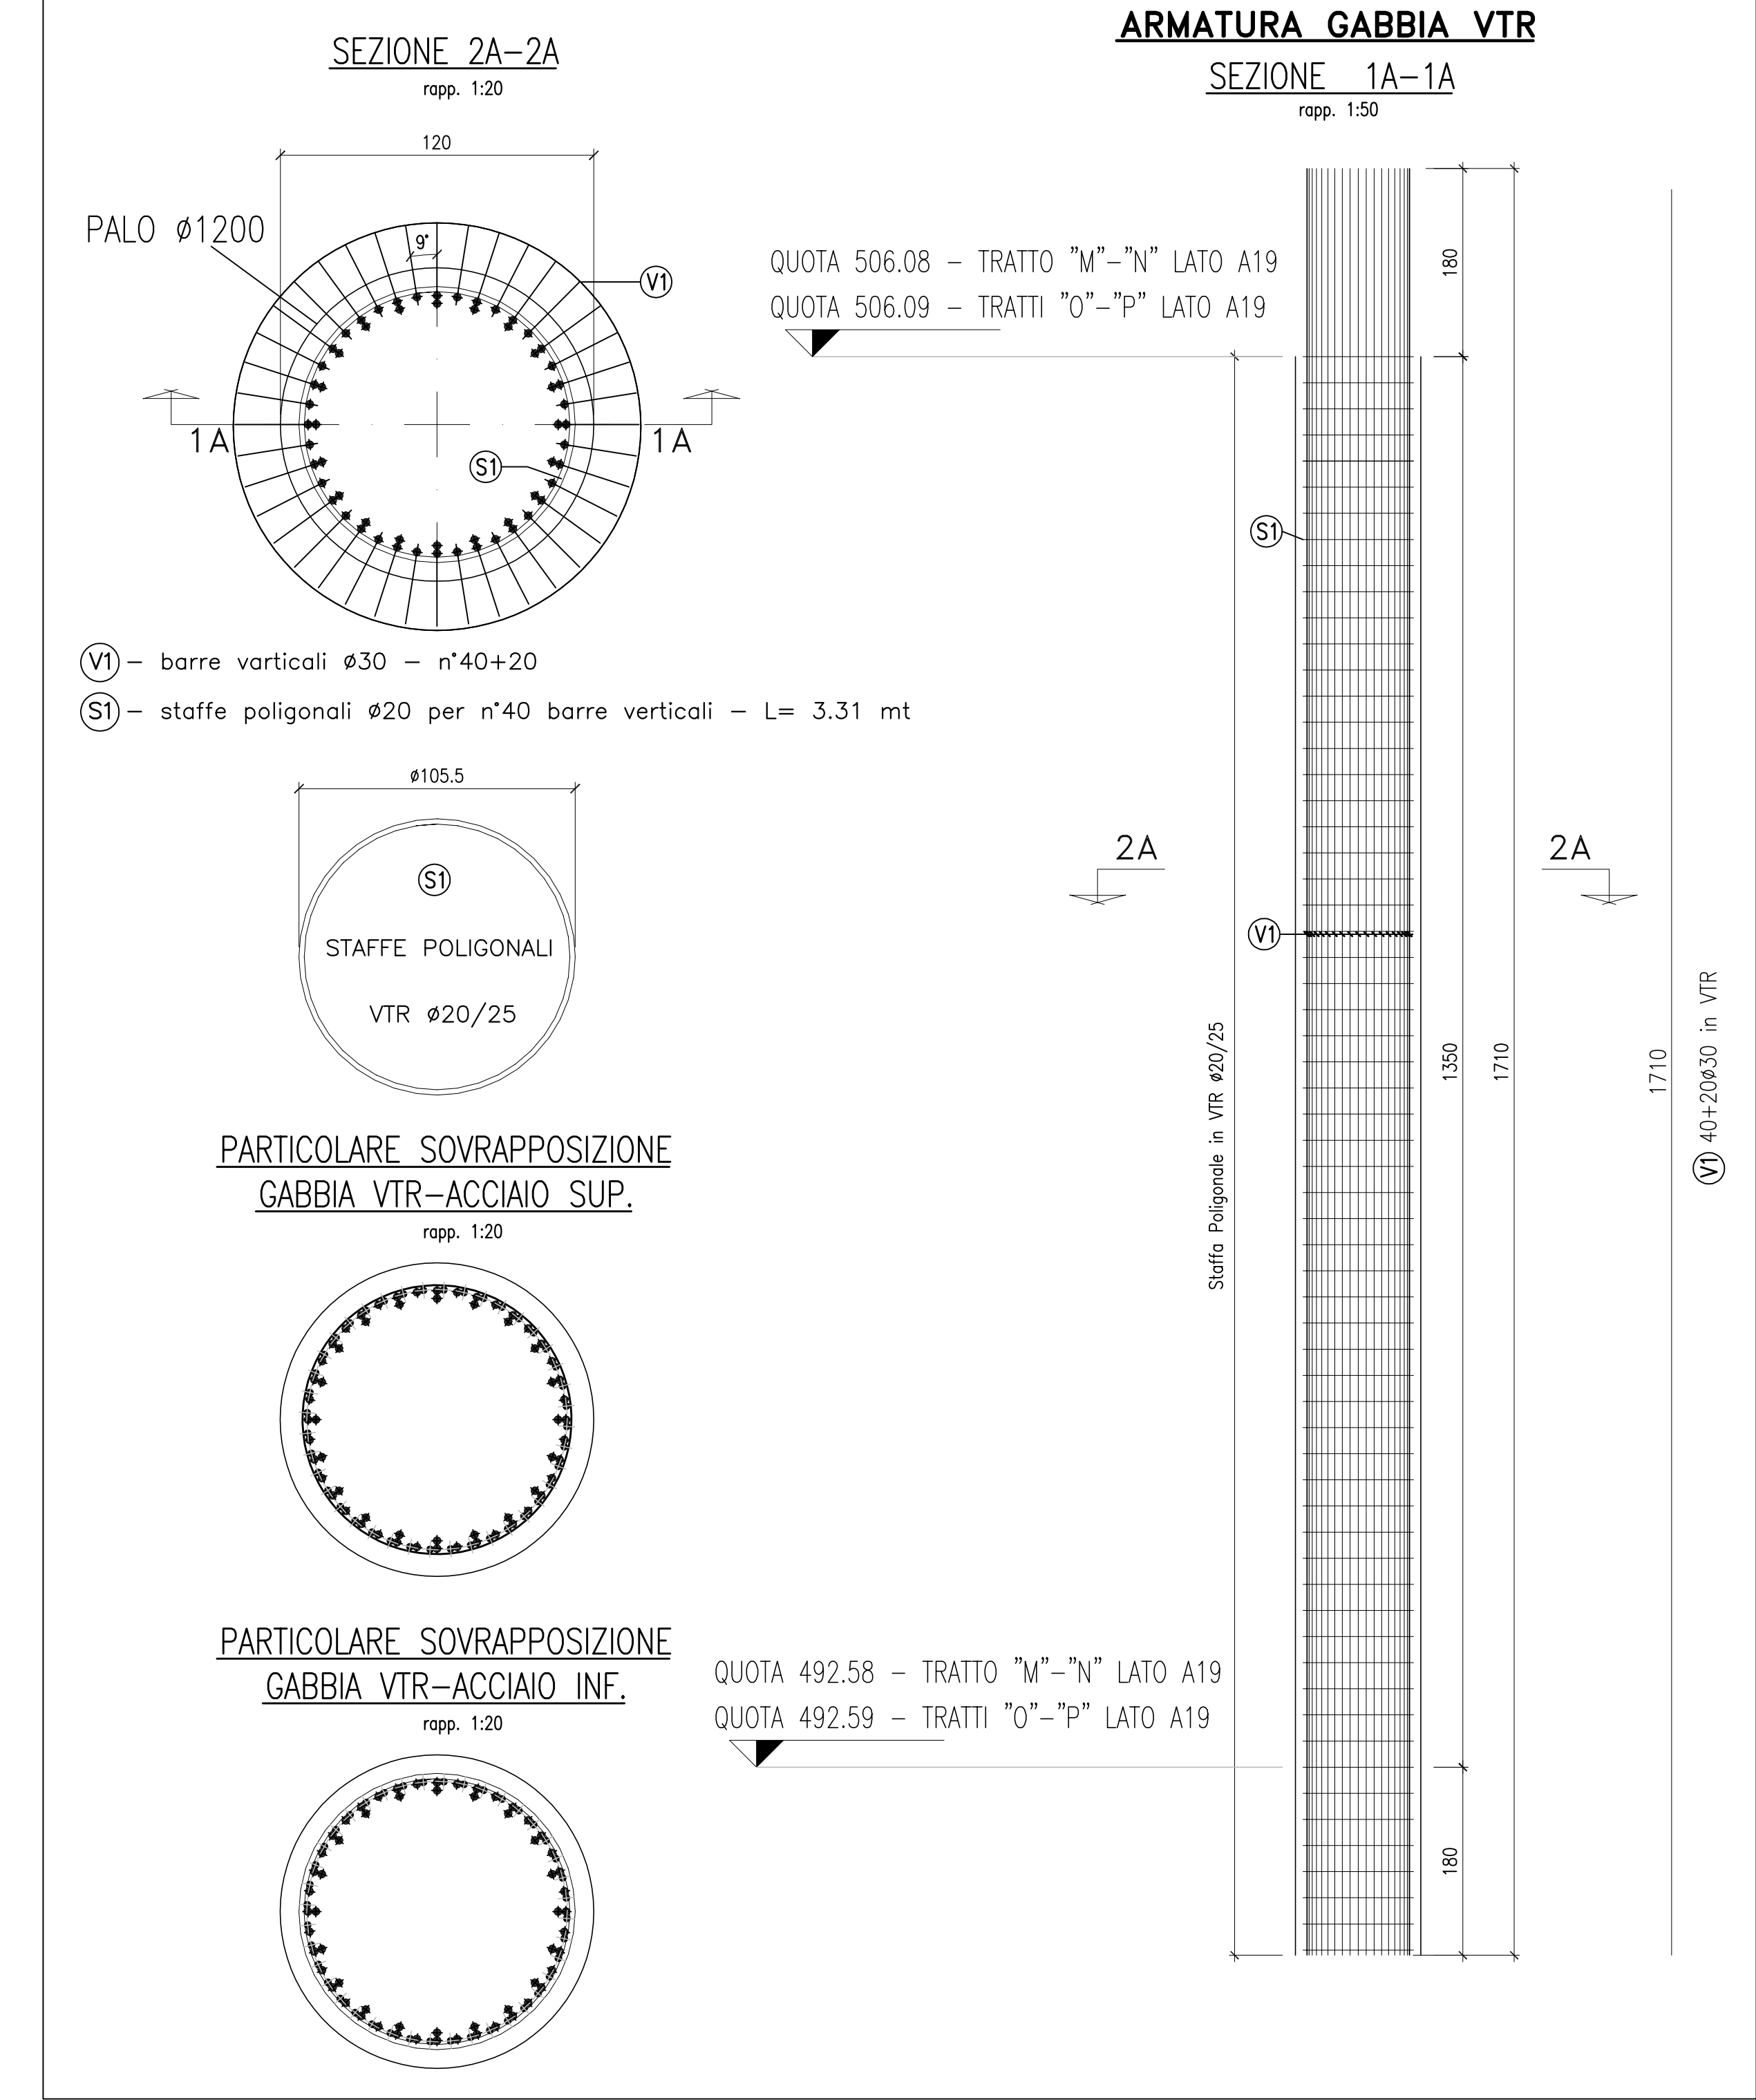 SEZIONE 2A-2A
rapp. 1:20
120
PALO ø1200
9°
V1
1A
1A
S1
V1 – barre varticali ø30 – n°40+20
S1 – staffe poligonali ø20 per n°40 barre verticali – L= 3.31 mt
ø105.5
S1
STAFFE POLIGONALI
VTR ø20/25
PARTICOLARE SOVRAPPOSIZIONE
GABBIA VTR-ACCIAIO SUP.
rapp. 1:20
PARTICOLARE SOVRAPPOSIZIONE
GABBIA VTR-ACCIAIO INF.
rapp. 1:20
ARMATURA GABBIA VTR
SEZIONE 1A-1A
rapp. 1:50
QUOTA 506.08 – TRATTO "M"-"N" LATO A19
QUOTA 506.09 – TRATTI "O"-"P" LATO A19
180
S1
2A
2A
V1
Staffa Poligonale in VTR ø20/25
1350
1710
1710
V1 40+20ø30 in VTR
QUOTA 492.58 – TRATTO "M"-"N" LATO A19
QUOTA 492.59 – TRATTI "O"-"P" LATO A19
180